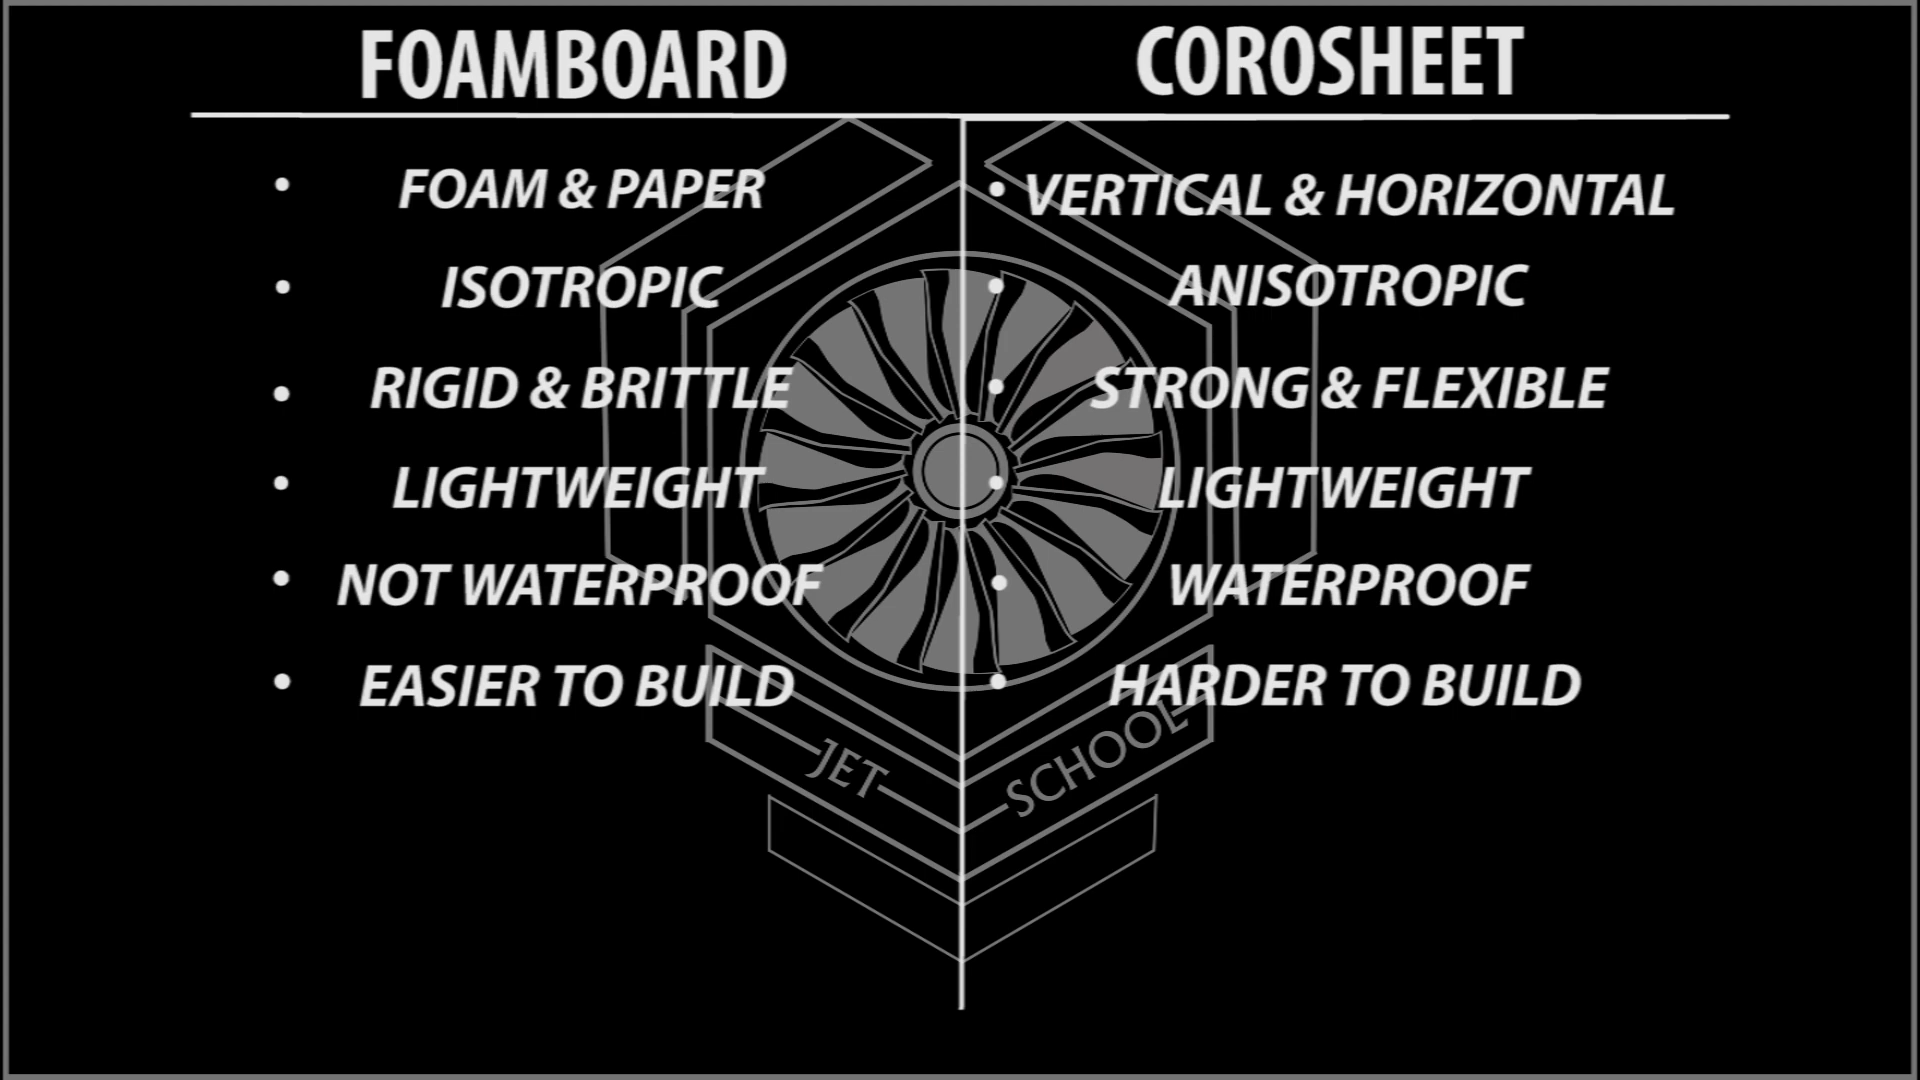 FOAMBOARD
COROSHEET
• FOAM & PAPER
• ISOTROPIC
• RIGID & BRITTLE
• LIGHTWEIGHT
• NOT WATERPROOF
• EASIER TO BUILD
• VERTICAL & HORIZONTAL
• ANISOTROPIC
• STRONG & FLEXIBLE
• LIGHTWEIGHT
• WATERPROOF
• HARDER TO BUILD
JET SCHOOL